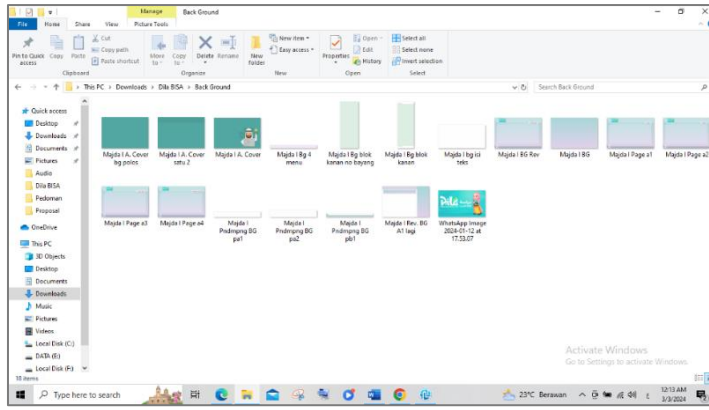 Manage
Back Ground
File
Home
Share
View
Picture Tools
Pin to Quick access
Copy
Paste
Cut
Copy path
Paste shortcut
Move to
Copy to
Delete
Rename
New folder
New item
Easy access
Properties
Open
Edit
History
Select all
Select none
Invert selection
Clipboard
Organize
New
Open
Select
This PC > Downloads > Dila BISA > Back Ground
Search Back Ground
Quick access
Desktop
Downloads
Documents
Pictures
Audio
Dila BISA
Pedoman
Proposal
OneDrive
This PC
3D Objects
Desktop
Documents
Downloads
Music
Pictures
Videos
Local Disk (C:)
DATA (E:)
Local Disk (F:)
Majda I A. Cover bg polos
Majda I A. Cover satu 2
Majda I A. Cover
Majda I Bg 4 menu
Majda I Bg blok kanan no bayang
Majda I Bg blok kanan
Majda I bg isi teks
Majda I BG Rev
Majda I BG
Majda I Page a1
Majda I Page a2
Majda I Page a3
Majda I Page a4
Majda I Pndmpng BG pa1
Majda I Pndmpng BG pa2
Majda I Pndmpng BG pb1
Majda I Rev. BG A1 lagi
WhatsApp Image 2024-01-12 at 17.53.07
Activate Windows
Go to Settings to activate Windows.
Type here to search
23°C Berawan
12:13 AM
3/3/2024